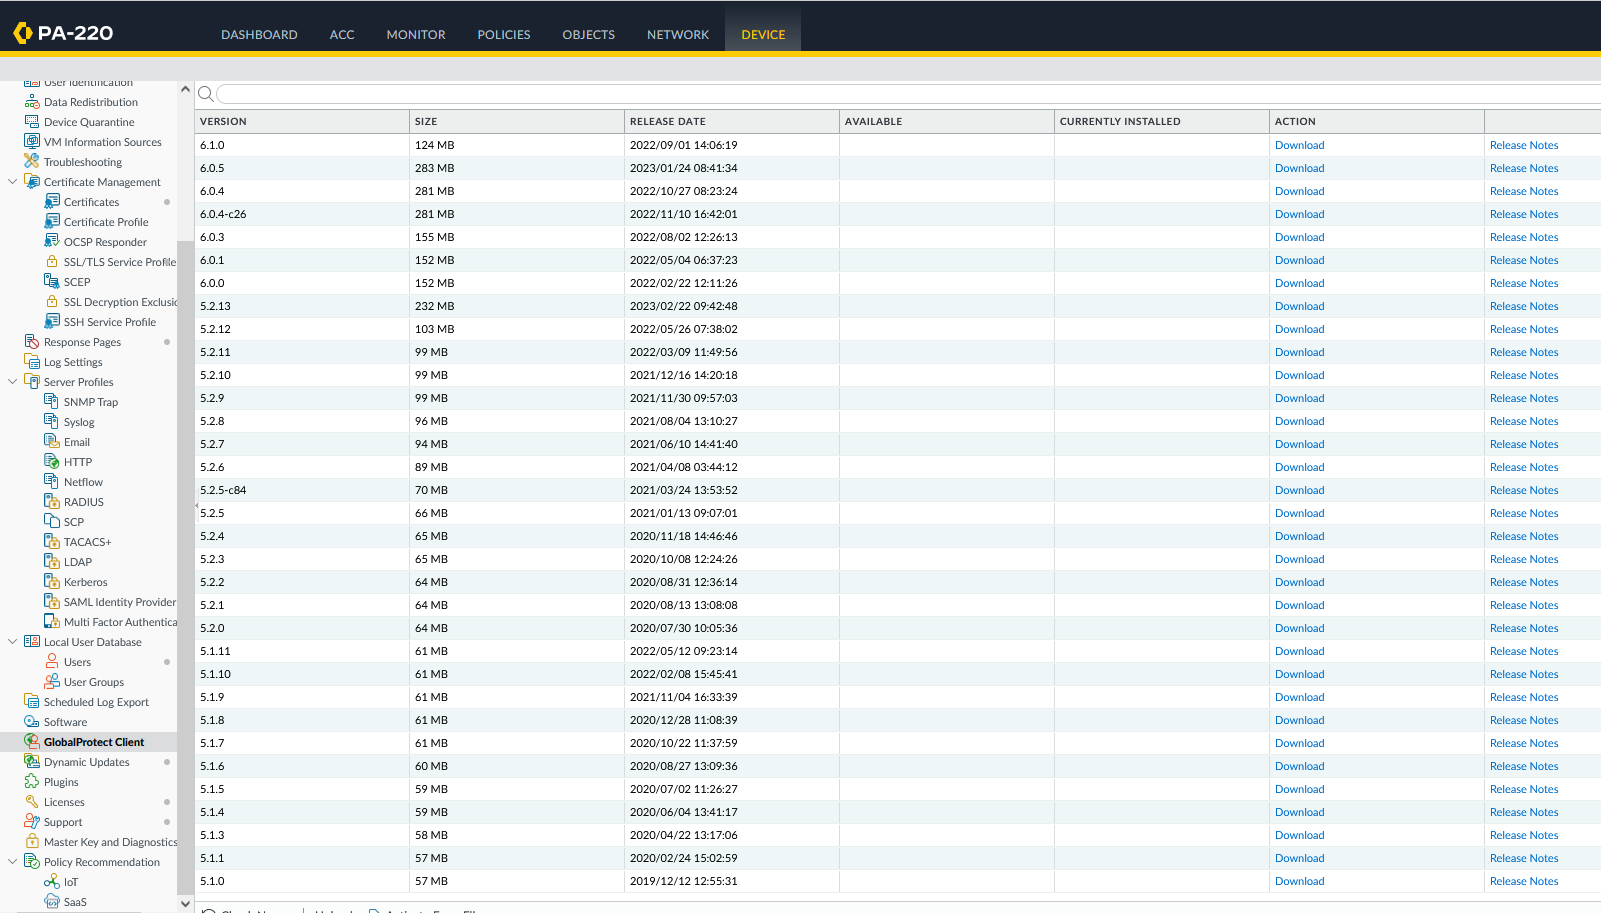 PA-220
DASHBOARD ACC MONITOR POLICIES OBJECTS NETWORK DEVICE
User Identification
Data Redistribution
Device Quarantine
VM Information Sources
Troubleshooting
Certificate Management
Certificates
Certificate Profile
OCSP Responder
SSL/TLS Service Profile
SCEP
SSL Decryption Exclusio
SSH Service Profile
Response Pages
Log Settings
Server Profiles
SNMP Trap
Syslog
Email
HTTP
Netflow
RADIUS
SCP
TACACS+
LDAP
Kerberos
SAML Identity Provider
Multi Factor Authentica
Local User Database
Users
User Groups
Scheduled Log Export
Software
GlobalProtect Client
Dynamic Updates
Plugins
Licenses
Support
Master Key and Diagnostics
Policy Recommendation
IoT
SaaS
VERSION SIZE RELEASE DATE AVAILABLE CURRENTLY INSTALLED ACTION
6.1.0 124 MB 2022/09/01 14:06:19 Download Release Notes
6.0.5 283 MB 2023/01/24 08:41:34 Download Release Notes
6.0.4 281 MB 2022/10/27 08:23:24 Download Release Notes
6.0.4-c26 281 MB 2022/11/10 16:42:01 Download Release Notes
6.0.3 155 MB 2022/08/02 12:26:13 Download Release Notes
6.0.1 152 MB 2022/05/04 06:37:23 Download Release Notes
6.0.0 152 MB 2022/02/22 12:11:26 Download Release Notes
5.2.13 232 MB 2023/02/22 09:42:48 Download Release Notes
5.2.12 103 MB 2022/05/26 07:38:02 Download Release Notes
5.2.11 99 MB 2022/03/09 11:49:56 Download Release Notes
5.2.10 99 MB 2021/12/16 14:20:18 Download Release Notes
5.2.9 99 MB 2021/11/30 09:57:03 Download Release Notes
5.2.8 96 MB 2021/08/04 13:10:27 Download Release Notes
5.2.7 94 MB 2021/06/10 14:41:40 Download Release Notes
5.2.6 89 MB 2021/04/08 03:44:12 Download Release Notes
5.2.5-c84 70 MB 2021/03/24 13:53:52 Download Release Notes
5.2.5 66 MB 2021/01/13 09:07:01 Download Release Notes
5.2.4 65 MB 2020/11/18 14:46:46 Download Release Notes
5.2.3 65 MB 2020/10/08 12:24:26 Download Release Notes
5.2.2 64 MB 2020/08/31 12:36:14 Download Release Notes
5.2.1 64 MB 2020/08/13 13:08:08 Download Release Notes
5.2.0 64 MB 2020/07/30 10:05:36 Download Release Notes
5.1.11 61 MB 2022/05/12 09:23:14 Download Release Notes
5.1.10 61 MB 2022/02/08 15:45:41 Download Release Notes
5.1.9 61 MB 2021/11/04 16:33:39 Download Release Notes
5.1.8 61 MB 2020/12/28 11:08:39 Download Release Notes
5.1.7 61 MB 2020/10/22 11:37:59 Download Release Notes
5.1.6 60 MB 2020/08/27 13:09:36 Download Release Notes
5.1.5 59 MB 2020/07/02 11:26:27 Download Release Notes
5.1.4 59 MB 2020/06/04 13:41:17 Download Release Notes
5.1.3 58 MB 2020/04/22 13:17:06 Download Release Notes
5.1.1 57 MB 2020/02/24 15:02:59 Download Release Notes
5.1.0 57 MB 2019/12/12 12:55:31 Download Release Notes